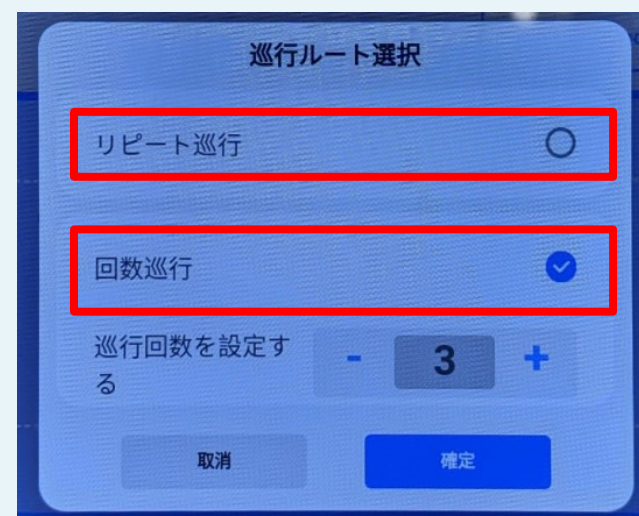 巡行ルート選択
リピート巡行
回数巡行
巡行回数を設定す
る
- 3 +
取消
確定